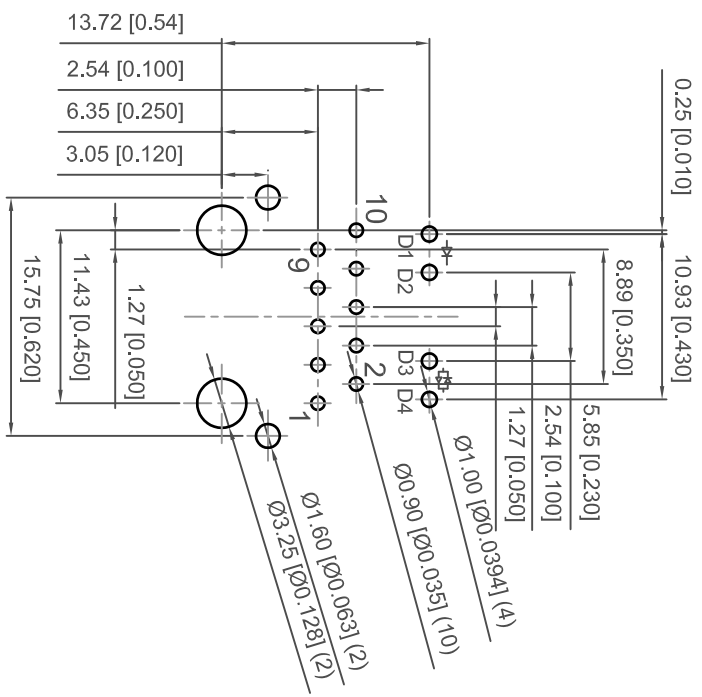 13.72 [0.54]
2.54 [0.100]
6.35 [0.250]
3.05 [0.120]
0.25 [0.010]
10.93 [0.430]
8.89 [0.350]
10
9
D1
D2
D3
D4
2
1
15.75 [0.620]
11.43 [0.450]
1.27 [0.050]
5.85 [0.230]
2.54 [0.100]
1.27 [0.050]
Ø1.00 [Ø0.0394] (4)
Ø0.90 [Ø0.035] (10)
Ø1.60 [Ø0.063] (2)
Ø3.25 [Ø0.128] (2)